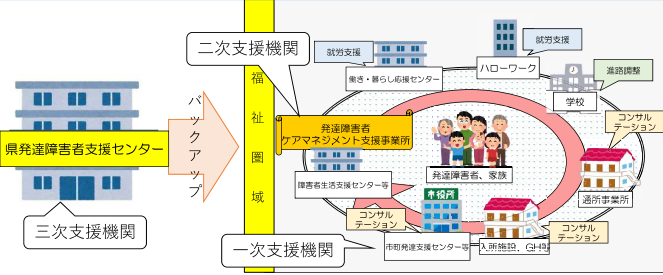 二次支援機関
福祉圏域
就労支援
働き・暮らし応援センター
就労支援
ハローワーク
進路調整
学校
コンサル
テーション
通所事業所
発達障害者
ケアマネジメント支援事業所
発達障害者、家族
障害者生活支援センター等
県発達障害者支援センター
バックアップ
三次支援機関
一次支援機関
コンサル
テーション
市役所
市町発達支援センター等
入所施設、GH等
コンサル
テーション